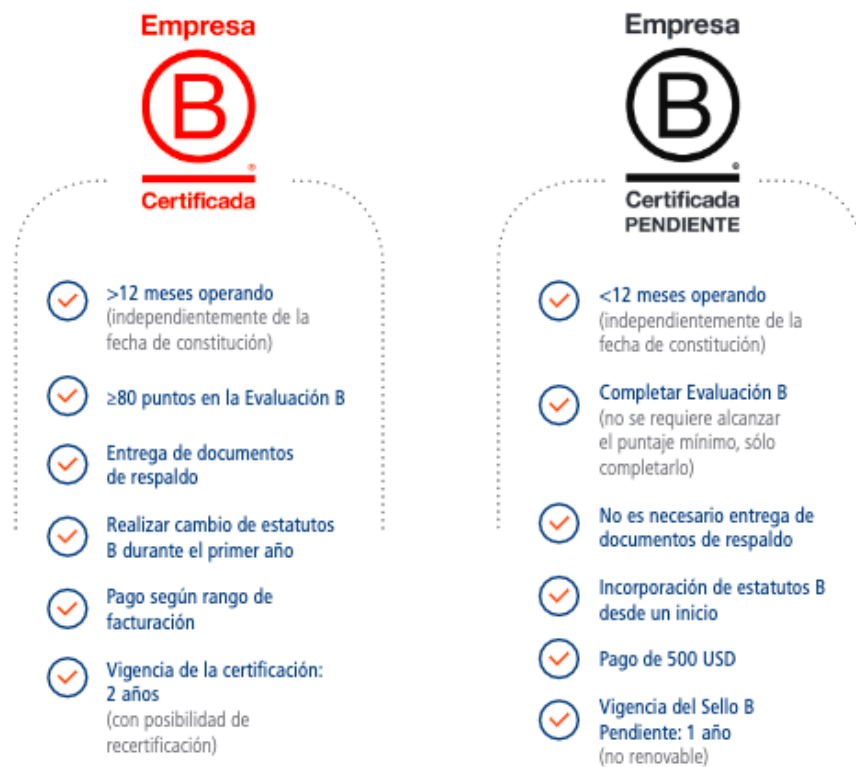 Empresa
B
®
Certificada
>12 meses operando
(independientemente de la
fecha de constitución)
≥80 puntos en la Evaluación B
Entrega de documentos
de respaldo
Realizar cambio de estatutos
B durante el primer año
Pago según rango de
facturación
Vigencia de la certificación:
2 años
(con posibilidad de
recertificación)
Empresa
B
®
Certificada
PENDIENTE
<12 meses operando
(independientemente de la
fecha de constitución)
Completar Evaluación B
(no se requiere alcanzar
el puntaje mínimo, sólo
completarlo)
No es necesario entrega de
documentos de respaldo
Incorporación de estatutos B
desde un inicio
Pago de 500 USD
Vigencia del Sello B
Pendiente: 1 año
(no renovable)